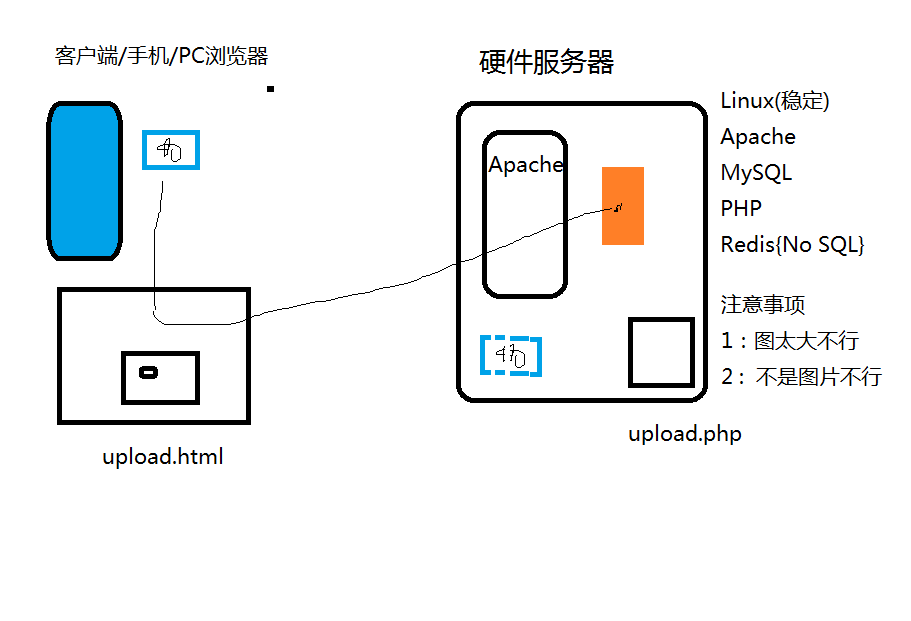 客户端/手机/PC浏览器
硬件服务器
Linux(稳定)
Apache
Apache
MySQL
PHP
Redis{No SQL}
注意事项
1：图太大不行
2： 不是图片不行
upload.php
upload.html